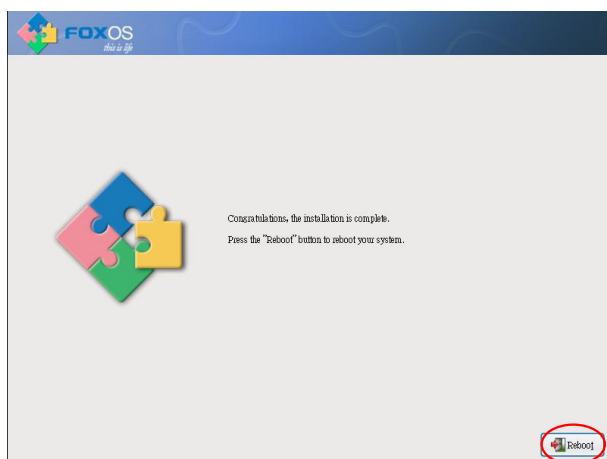 FOXOS
this is life
Congratulations, the installation is complete.
Press the "Reboot" button to reboot your system.
Reboot